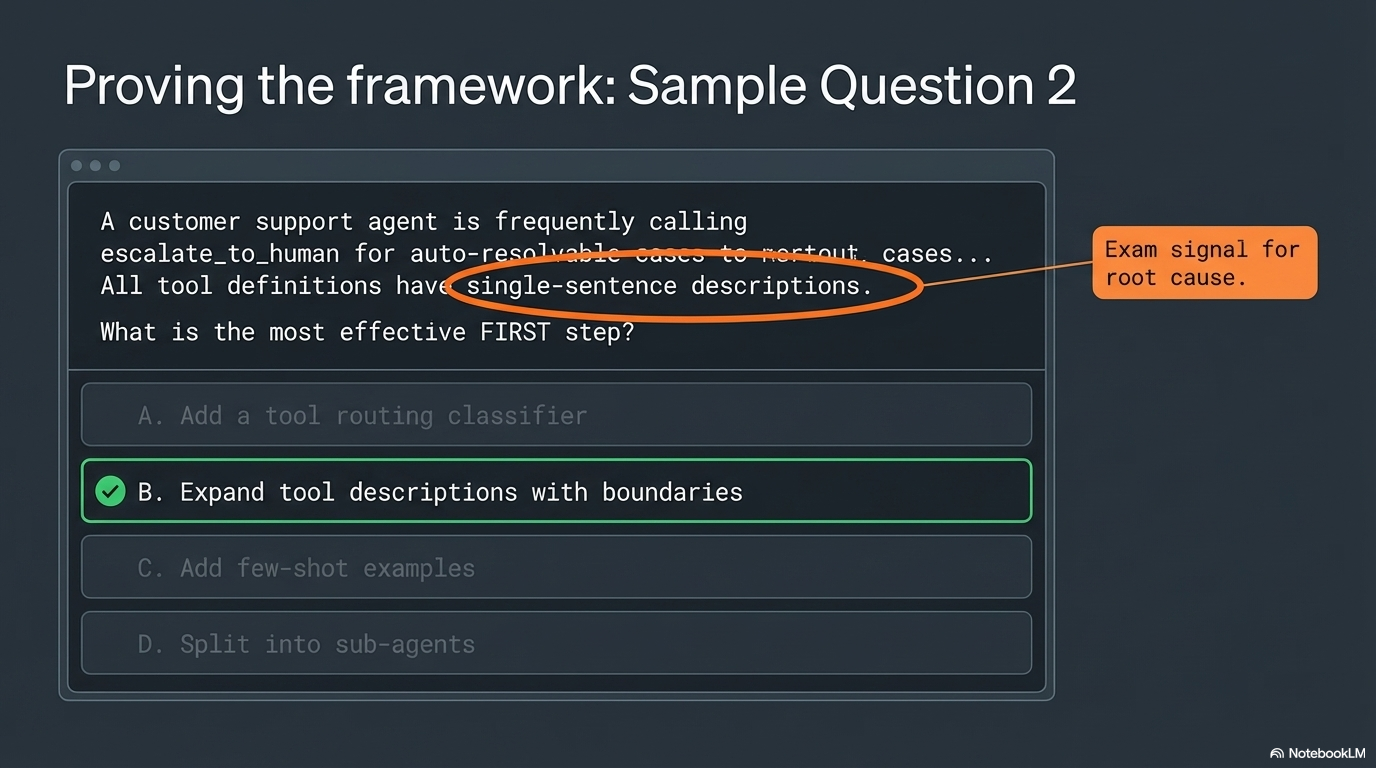 Proving the framework: Sample Question 2
A customer support agent is frequently calling
escalate_to_human for auto-resolvable cases to cases...
All tool definitions have single-sentence descriptions.
What is the most effective FIRST step?
Exam signal for
root cause.
A. Add a tool routing classifier
B. Expand tool descriptions with boundaries
C. Add few-shot examples
D. Split into sub-agents
NotebookLM